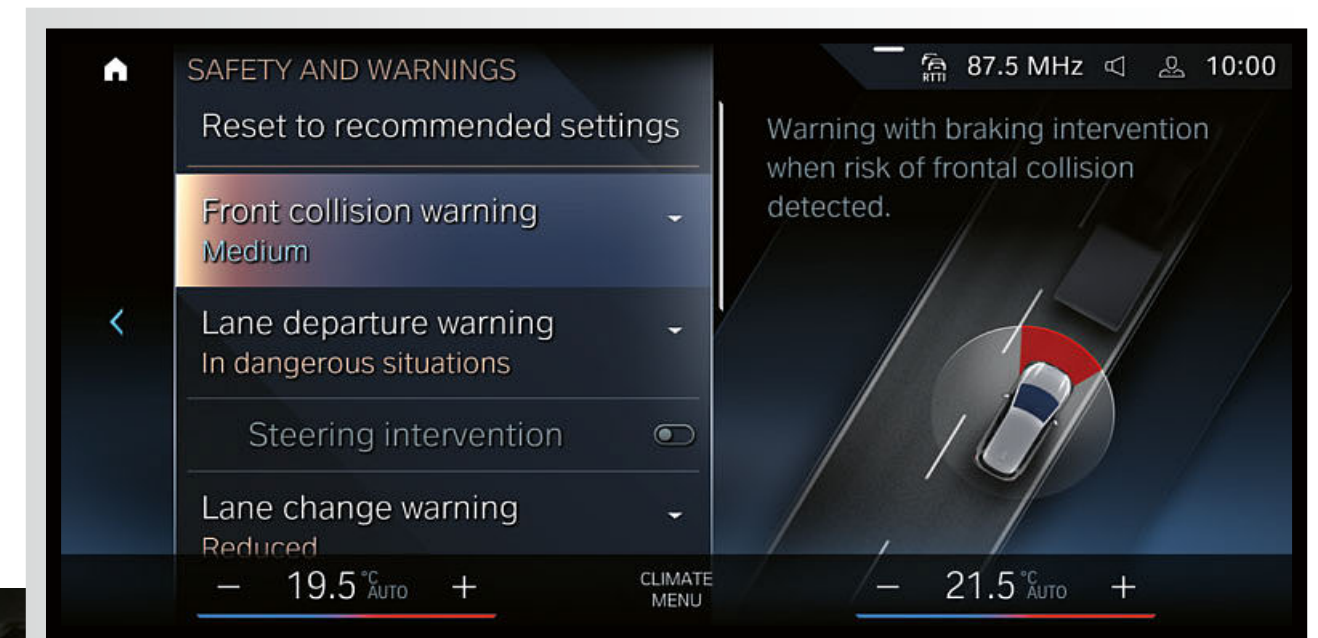 SAFETY AND WARNINGS
RTTI 87.5 MHz 10:00
Reset to recommended settings
Warning with braking intervention
when risk of frontal collision
detected.
Front collision warning
Medium
Lane departure warning
In dangerous situations
Steering intervention
Lane change warning
Reduced
− 19.5 °C AUTO +
CLIMATE
MENU
− 21.5 °C AUTO +